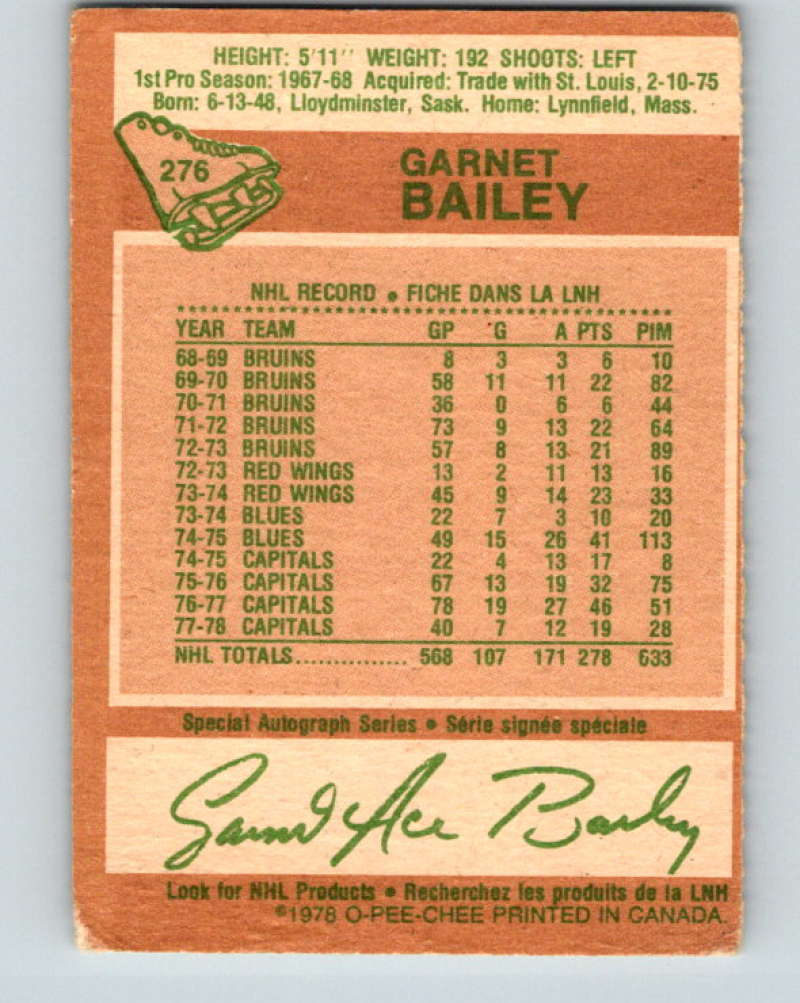 HEIGHT: 5'11'' WEIGHT: 192 SHOOTS: LEFT
1st Pro Season: 1967-68 Acquired: Trade with St. Louis, 2-10-75
Born: 6-13-48, Lloydminster, Sask. Home: Lynnfield, Mass.
276
GARNET
BAILEY
NHL RECORD • FICHE DANS LA LNH
YEAR TEAM GP G A PTS PIM
68-69 BRUINS 8 3 3 6 10
69-70 BRUINS 58 11 11 22 82
70-71 BRUINS 36 0 6 6 44
71-72 BRUINS 73 9 13 22 64
72-73 BRUINS 57 8 13 21 89
72-73 RED WINGS 13 2 11 13 16
73-74 RED WINGS 45 9 14 23 33
73-74 BLUES 22 7 3 10 20
74-75 BLUES 49 15 26 41 113
74-75 CAPITALS 22 4 13 17 8
75-76 CAPITALS 67 13 19 32 75
76-77 CAPITALS 78 19 27 46 51
77-78 CAPITALS 40 7 12 19 28
NHL TOTALS............... 568 107 171 278 633
Special Autograph Series • Série signée spéciale
Garnet Ace Bailey
Look for NHL Products • Recherchez les produits de la LNH
©1978 O-PEE-CHEE PRINTED IN CANADA.